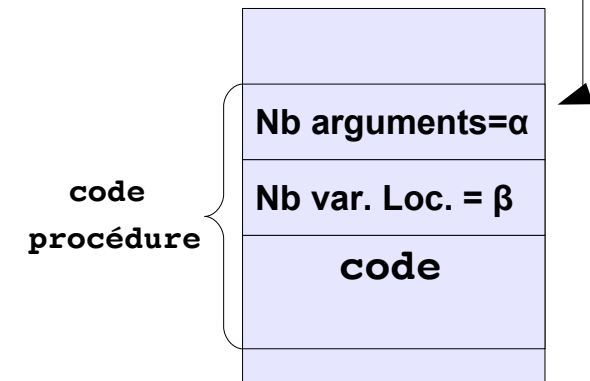 Nb arguments=α
Nb var. Loc. = β
code
code
procédure